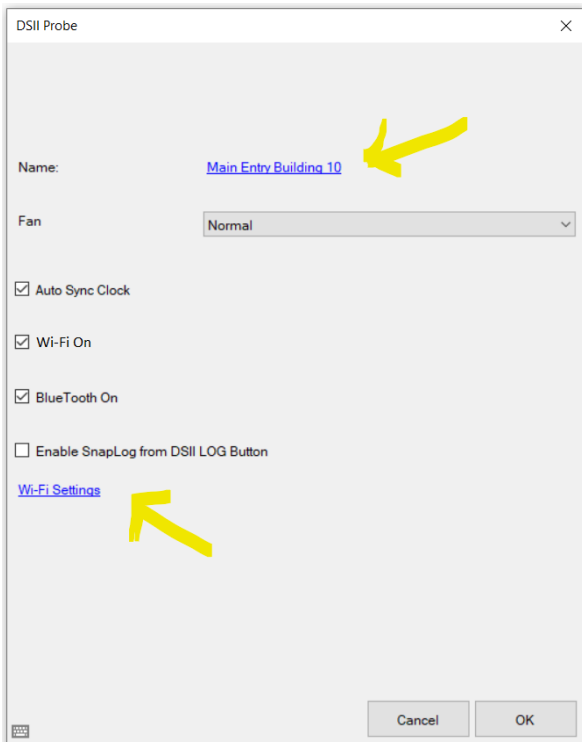 DSII Probe
Name: Main Entry Building 10
Fan Normal
Auto Sync Clock
Wi-Fi On
BlueTooth On
Enable SnapLog from DSII LOG Button
Wi-Fi Settings
Cancel OK